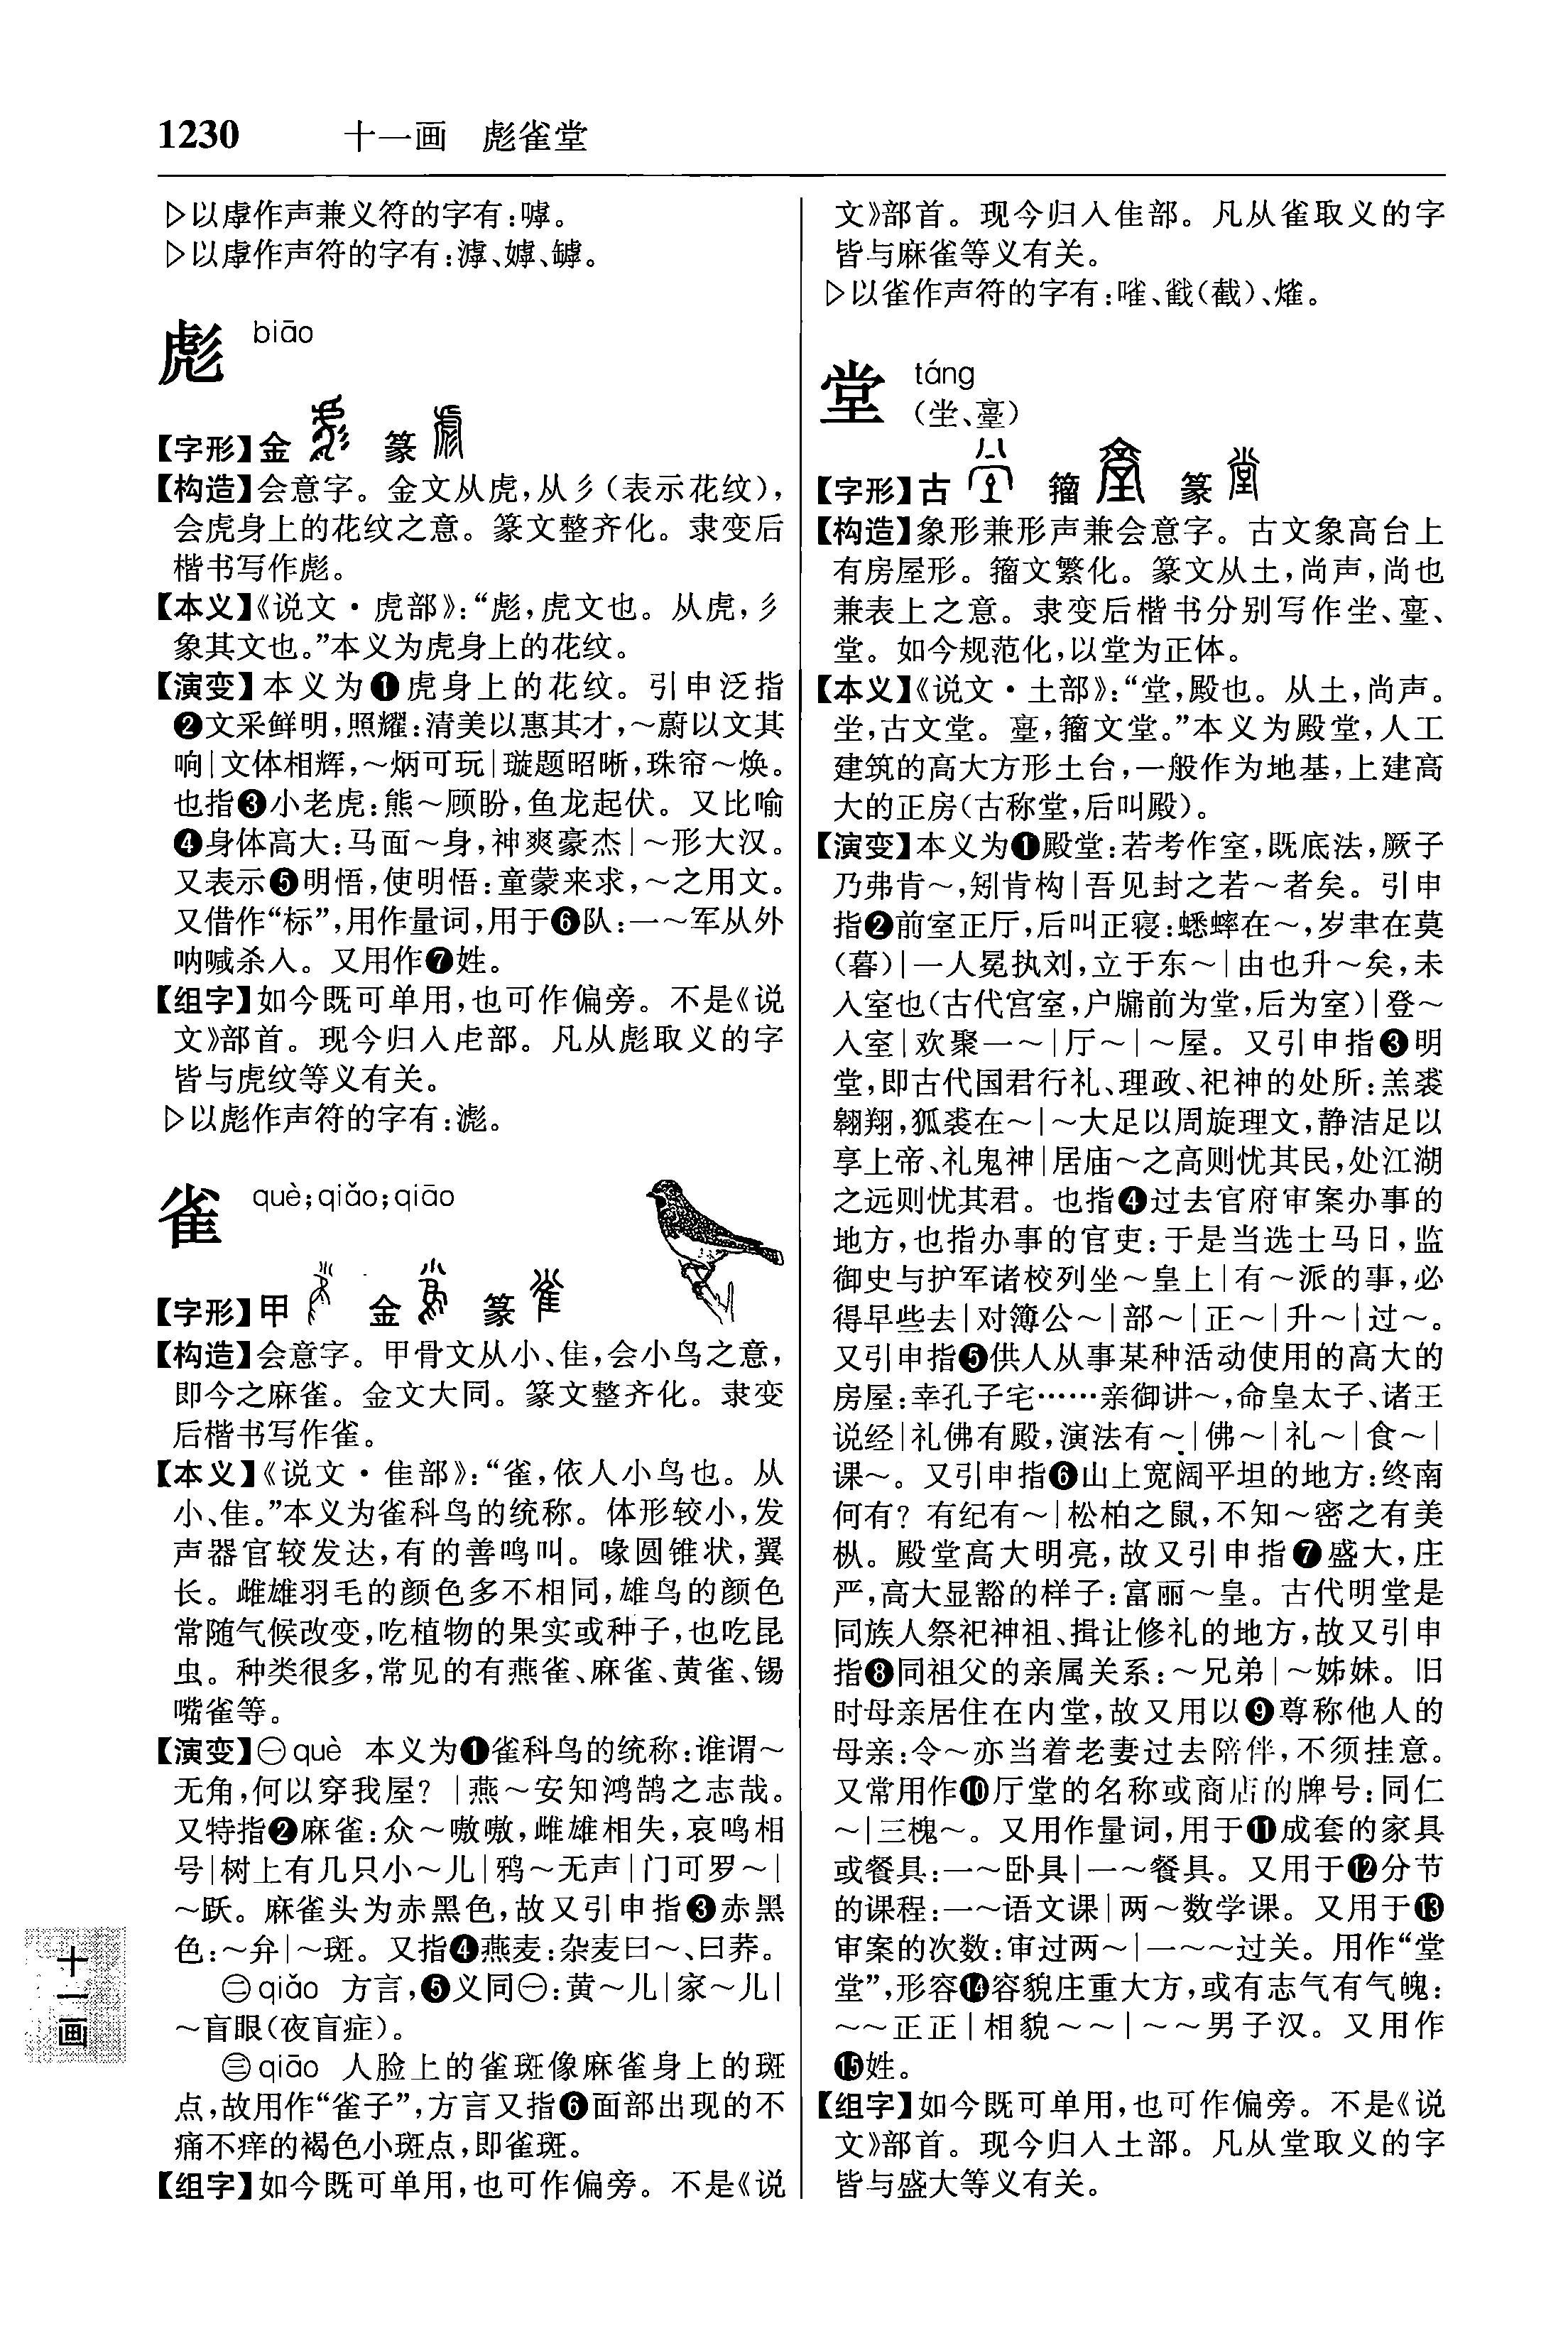 1230 十一画 彪雀堂
▷以虖作声兼义符的字有:嘑。
▷以虖作声符的字有:滹、嫭、罅。
彪 biāo
【字形】金 篆
【构造】会意字。金文从虎,从彡(表示花纹),
会虎身上的花纹之意。篆文整齐化。隶变后
楷书写作彪。
【本义】《说文·虎部》:“彪,虎文也。从虎,彡
象其文也。”本义为虎身上的花纹。
【演变】本义为❶虎身上的花纹。引申泛指
❷文采鲜明,照耀:清美以惠其才,~蔚以文其
响|文体相辉,~炳可玩|璇题昭晰,珠帘~焕。
也指❸小老虎:熊~顾盼,鱼龙起伏。又比喻
❹身体高大:马面~身,神爽豪杰|~形大汉。
又表示❺明悟,使明悟:童蒙来求,~之用文。
又借作“标”,用作量词,用于❻队:一~军从外
呐喊杀人。又用作❼姓。
【组字】如今既可单用,也可作偏旁。不是《说
文》部首。现今归入虍部。凡从彪取义的字
皆与虎纹等义有关。
▷以彪作声符的字有:滮。
雀 què;qiǎo;qiāo
【字形】甲 金 篆
【构造】会意字。甲骨文从小、隹,会小鸟之意,
即今之麻雀。金文大同。篆文整齐化。隶变
后楷书写作雀。
【本义】《说文·隹部》:“雀,依人小鸟也。从
小、隹。”本义为雀科鸟的统称。体形较小,发
声器官较发达,有的善鸣叫。喙圆锥状,翼
长。雌雄羽毛的颜色多不相同,雄鸟的颜色
常随气候改变,吃植物的果实或种子,也吃昆
虫。种类很多,常见的有燕雀、麻雀、黄雀、锡
嘴雀等。
【演变】㊀què 本义为❶雀科鸟的统称:谁谓~
无角,何以穿我屋?|燕~安知鸿鹄之志哉。
又特指❷麻雀:众~嗷嗷,雌雄相失,哀鸣相
号|树上有几只小~儿|鸦~无声|门可罗~|
~跃。麻雀头为赤黑色,故又引申指❸赤黑
色:~弁|~斑。又指❹燕麦:杂麦曰~、曰荞。
㊁qiǎo 方言,❺义同㊀:黄~儿|家~儿|
~盲眼(夜盲症)。
㊂qiāo 人脸上的雀斑像麻雀身上的斑
点,故用作“雀子”,方言又指❻面部出现的不
痛不痒的褐色小斑点,即雀斑。
【组字】如今既可单用,也可作偏旁。不是《说
文》部首。现今归入隹部。凡从雀取义的字
皆与麻雀等义有关。
▷以雀作声符的字有:嶉、截(截)、㸌。
堂 táng
(坣、臺)
【字形】古 籀 篆
【构造】象形兼形声兼会意字。古文象高台上
有房屋形。籀文繁化。篆文从土,尚声,尚也
兼表上之意。隶变后楷书分别写作坣、臺、
堂。如今规范化,以堂为正体。
【本义】《说文·土部》:“堂,殿也。从土,尚声。
坣,古文堂。臺,籀文堂。”本义为殿堂,人工
建筑的高大方形土台,一般作为地基,上建高
大的正房(古称堂,后叫殿)。
【演变】本义为❶殿堂:若考作室,既底法,厥子
乃弗肯~,矧肯构|吾见封之若~者矣。引申
指❷前室正厅,后叫正寝:蟋蟀在~,岁聿在莫
(暮)|一人冕执刘,立于东~|由也升~矣,未
入室也(古代宫室,户牖前为堂,后为室)|登~
入室|欢聚一~|厅~|~屋。又引申指❸明
堂,即古代国君行礼、理政、祀神的处所:羔裘
翱翔,狐裘在~|~大足以周旋理文,静洁足以
享上帝、礼鬼神|居庙~之高则忧其民,处江湖
之远则忧其君。也指❹过去官府审案办事的
地方,也指办事的官吏:于是当选士马日,监
御史与护军诸校列坐~皇上|有~派的事,必
得早些去|对簿公~|部~|正~|升~|过~。
又引申指❺供人从事某种活动使用的高大的
房屋:幸孔子宅……亲御讲~,命皇太子、诸王
说经|礼佛有殿,演法有~|佛~|礼~|食~|
课~。又引申指❻山上宽阔平坦的地方:终南
何有?有纪有~|松柏之鼠,不知~密之有美
枞。殿堂高大明亮,故又引申指❼盛大,庄
严,高大显豁的样子:富丽~皇。古代明堂是
同族人祭祀神祖、揖让修礼的地方,故又引申
指❽同祖父的亲属关系:~兄弟|~姊妹。旧
时母亲居住在内堂,故又用以❾尊称他人的
母亲:令~亦当着老妻过去陪伴,不须挂意。
又常用作❿厅堂的名称或商店的牌号:同仁
~|三槐~。又用作量词,用于⓫成套的家具
或餐具:一~卧具|一~餐具。又用于⓬分节
的课程:一~语文课|两~数学课。又用于⓭
审案的次数:审过两~|一~~过关。用作“堂
堂”,形容⓮容貌庄重大方,或有志气有气魄:
~~正正|相貌~~|~~男子汉。又用作
⓯姓。
【组字】如今既可单用,也可作偏旁。不是《说
文》部首。现今归入土部。凡从堂取义的字
皆与盛大等义有关。
十一画